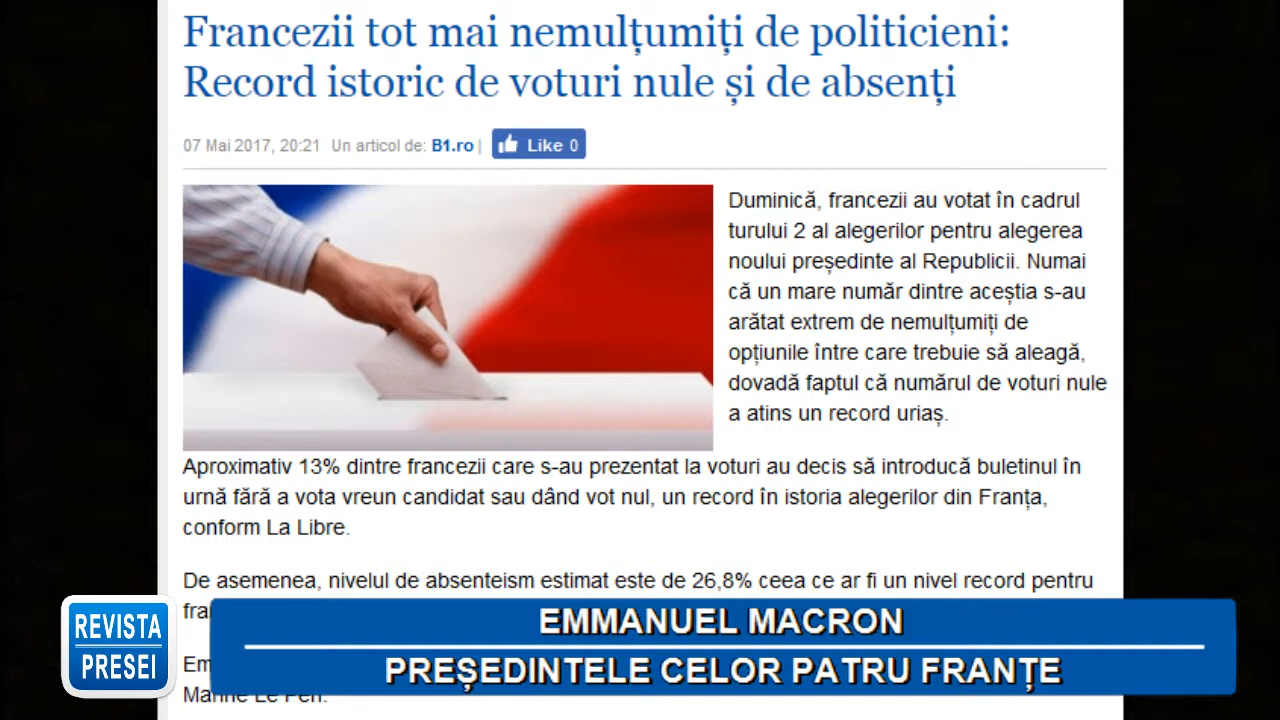 Francezii tot mai nemulțumiți de politicieni:
Record istoric de voturi nule și de absenți
07 Mai 2017, 20:21 Un articol de: B1.ro | Like 0
Duminică, francezii au votat în cadrul
turului 2 al alegerilor pentru alegerea
noului președinte al Republicii. Numai
că un mare număr dintre aceștia s-au
arătat extrem de nemulțumiți de
opțiunile între care trebuie să aleagă,
dovadă faptul că numărul de voturi nule
a atins un record uriaș.
Aproximativ 13% dintre francezii care s-au prezentat la voturi au decis să introducă buletinul în
urnă fără a vota vreun candidat sau dând vot nul, un record în istoria alegerilor din Franța,
conform La Libre.
De asemenea, nivelul de absenteism estimat este de 26,8% ceea ce ar fi un nivel record pentru
Marine Le Pen.
REVISTA
PRESEI
EMMANUEL MACRON
PREȘEDINTELE CELOR PATRU FRANȚE